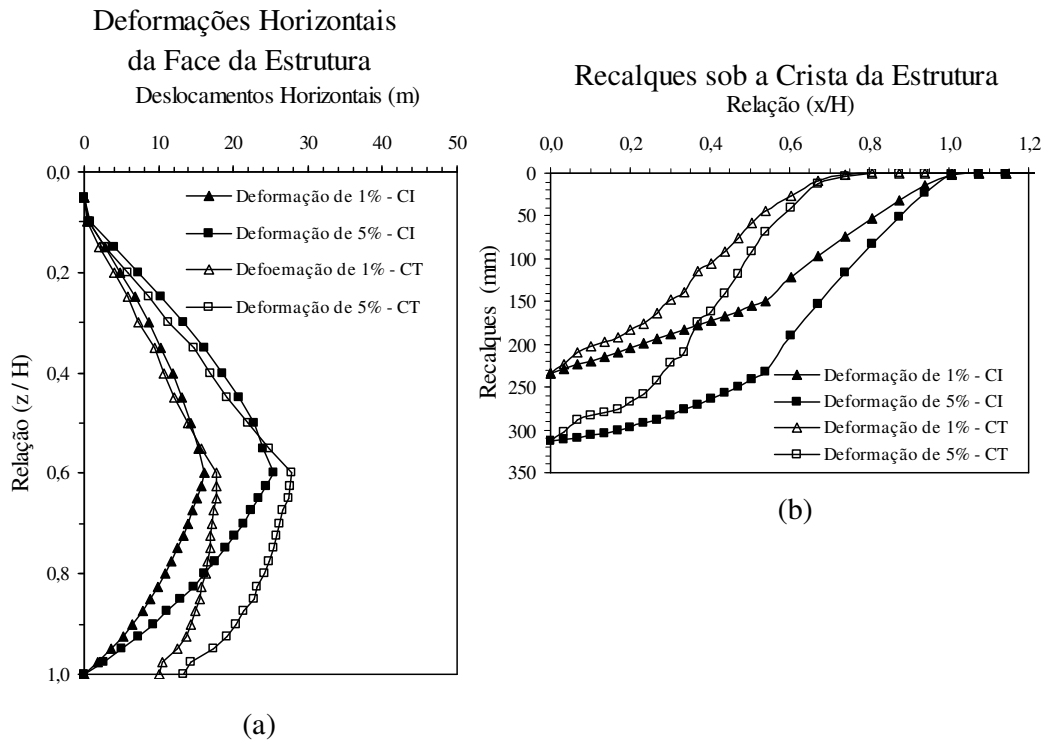 Deformações Horizontais
da Face da Estrutura
Deslocamentos Horizontais (m)
0 10 20 30 40 50
0,0
0,2
0,4
0,6
0,8
1,0
Relação (z / H)
Deformação de 1% - CI
Deformação de 5% - CI
Defoemação de 1% - CT
Deformação de 5% - CT
(a)
Recalques sob a Crista da Estrutura
Relação (x/H)
0,0 0,2 0,4 0,6 0,8 1,0 1,2
0
50
100
150
200
250
300
350
Recalques (mm)
Deformação de 1% - CI
Deformação de 5% - CI
Deformação de 1% - CT
Deformação de 5% - CT
(b)